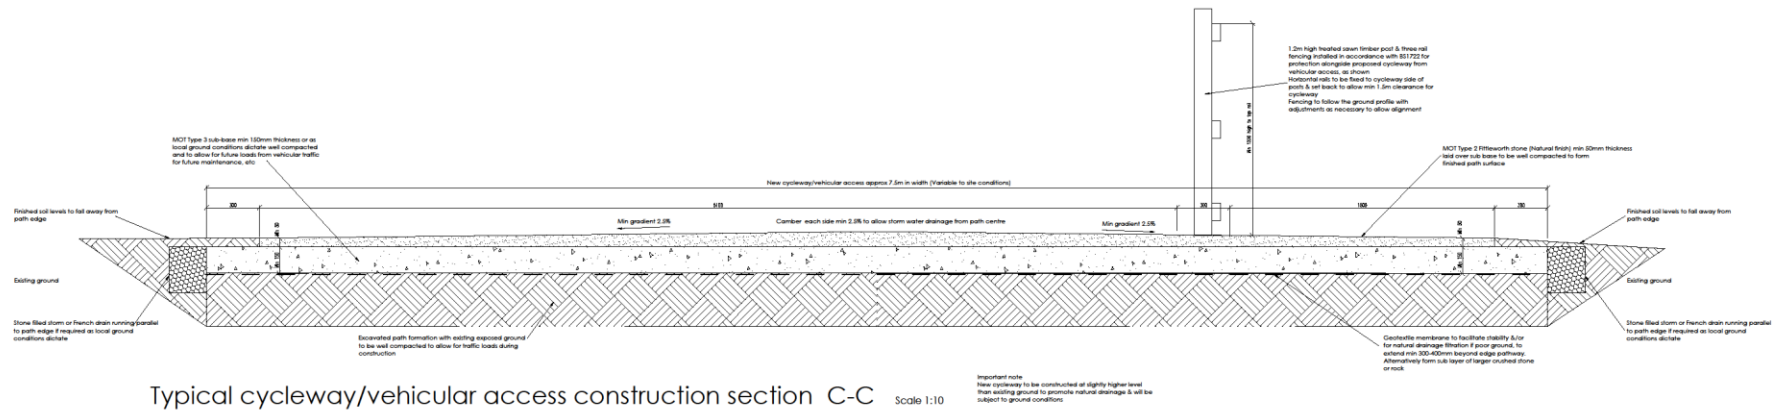 1.2m high treated sawn timber post & three rail
fencing installed in accordance with BS1722 for
protection alongside proposed cycleway from
vehicular access, as shown
Horizontal rails to be fixed to cycleway side of
posts & set back to allow min 1.5m clearance for
cycleway
Fencing to follow the ground profile with
adjustments as necessary to allow alignment
MOT Type 3 sub-base min 150mm thickness or as
local ground conditions dictate well compacted
and to allow for future loads from vehicular traffic
for future maintenance, etc
MOT Type 2 Fittleworth stone (Natural finish) min 50mm thickness
laid over sub base to be well compacted to form
finished path surface
New cycleway/vehicular access approx 7.5m in width (Variable to site conditions)
300
300
Finished soil levels to fall away from
path edge
Min gradient 2.5%
Camber each side min 2.5% to allow storm water drainage from path centre
Min gradient 2.5%
Finished soil levels to fall away from
path edge
Existing ground
Existing ground
Stone filled storm or French drain running parallel
to path edge if required as local ground
conditions dictate
Excavated path formation with existing exposed ground
to be well compacted to allow for traffic loads during
construction
Geotextile membrane to facilitate stability &/or
for natural drainage filtration if poor ground, to
extend min 300-400mm beyond edge pathway.
Alternatively form sub layer of larger crushed stone
or rock
Stone filled storm or French drain running parallel
to path edge if required as local ground
conditions dictate
Typical cycleway/vehicular access construction section C-C
Scale 1:10
Important note
New cycleway to be constructed at slightly higher level
than existing ground to promote natural drainage & will be
subject to ground conditions